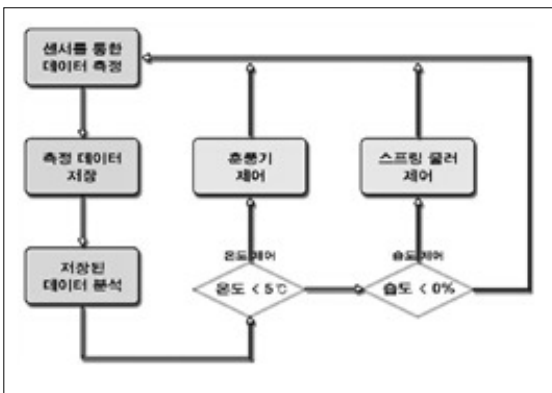 센서를 통한
데이터 측정
측정 데이터
저장
저장된
데이터 분석
훈풍기
제어
스프링 쿨러
제어
온도 제어
온도 < 5℃
습도 제어
습도 < 0%